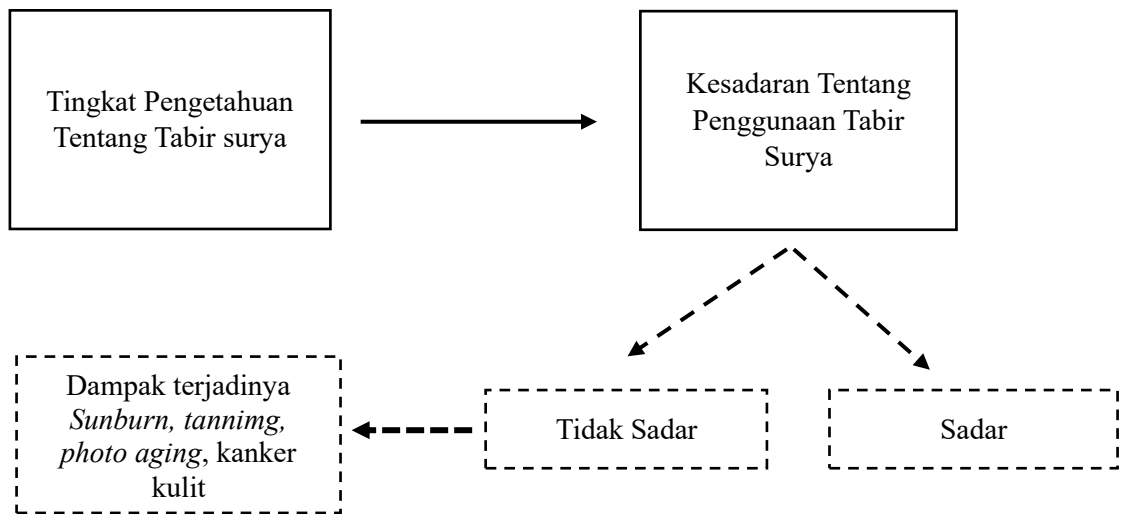 Tingkat Pengetahuan
Tentang Tabir surya
Kesadaran Tentang
Penggunaan Tabir
Surya
Dampak terjadinya
Sunburn, tannimg,
photo aging, kanker
kulit
Tidak Sadar
Sadar